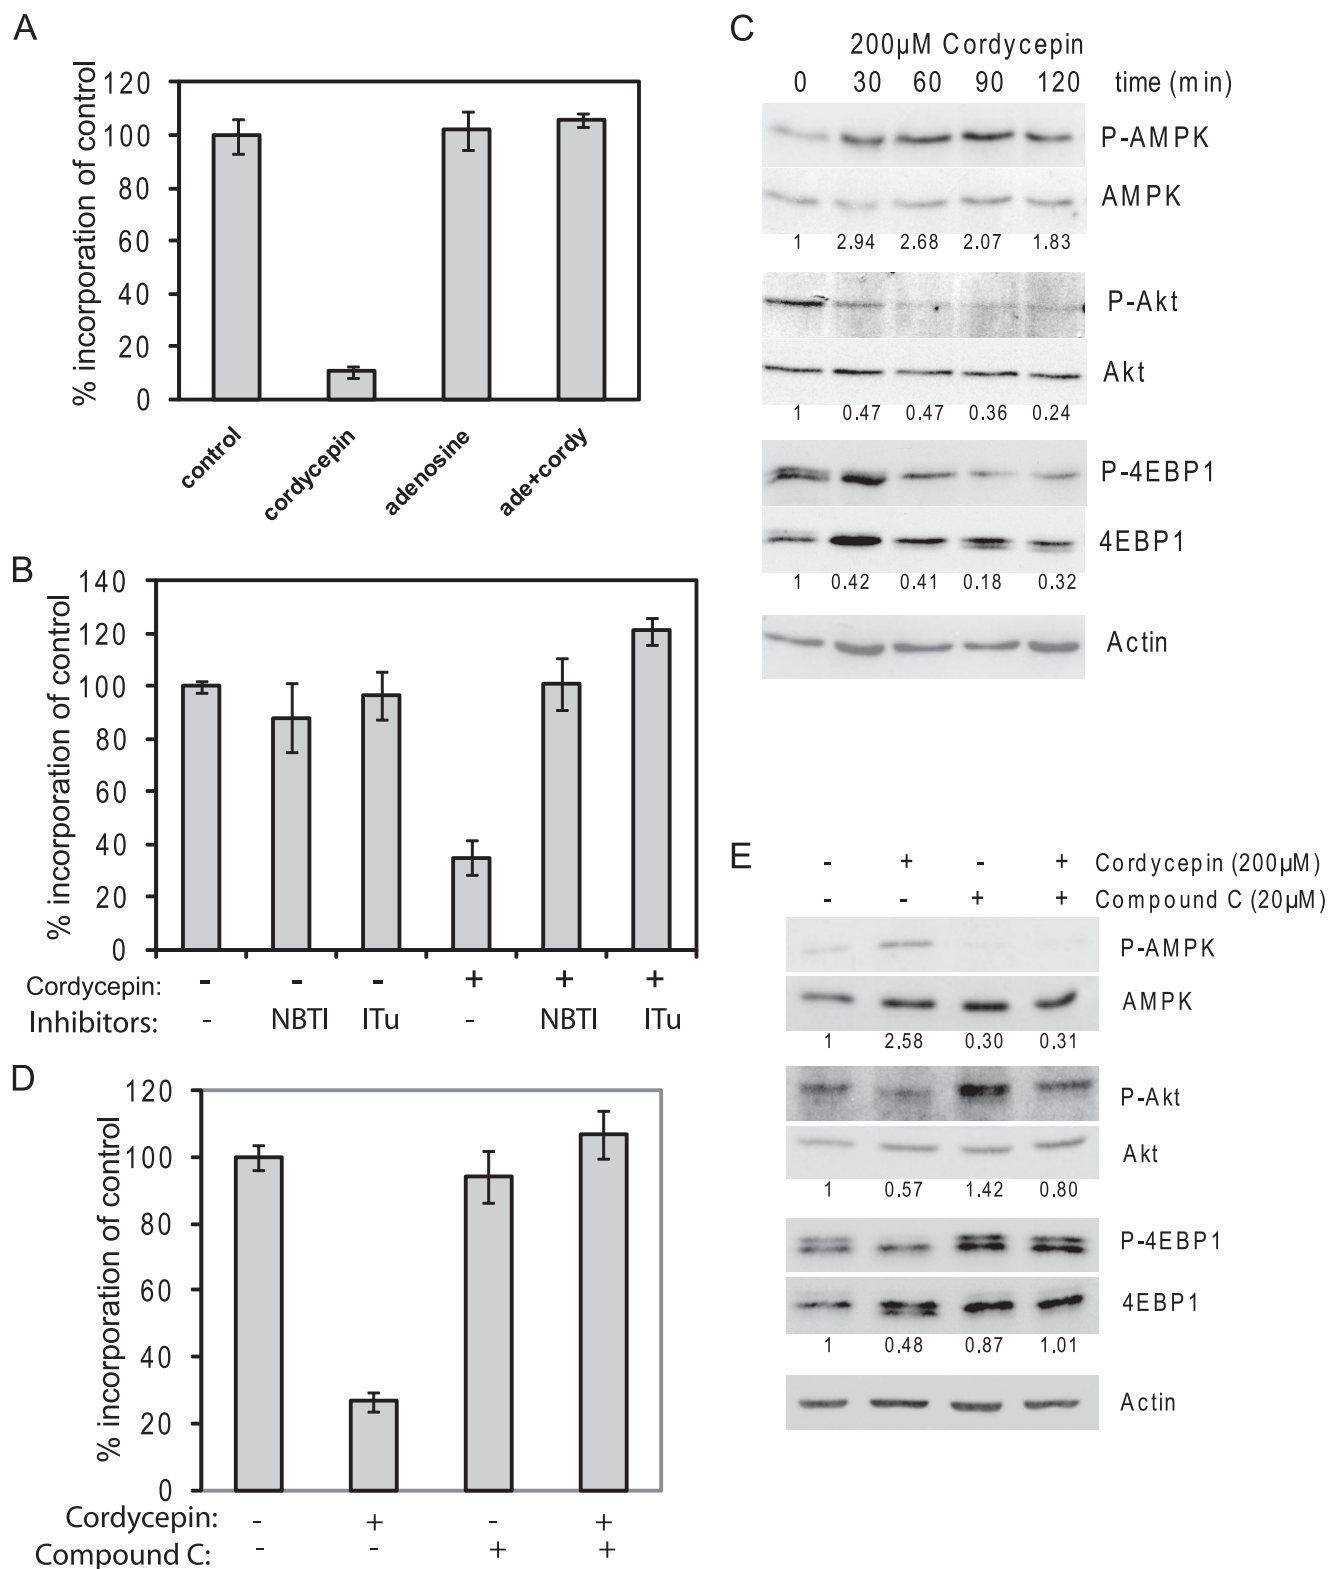 A
% incorporation of control
120
100
80
60
40
20
0
control
cordycepin
adenosine
ade+cordy
B
% incorporation of control
140
120
100
80
60
40
20
0
Cordycepin: - - - + + +
Inhibitors: - NBTI ITu - NBTI ITu
D
% incorporation of control
120
100
80
60
40
20
0
Cordycepin: - + - +
Compound C: - - + +
C
200µM Cordycepin
0 30 60 90 120 time (min)
P-AMPK
AMPK
1 2.94 2.68 2.07 1.83
P-Akt
Akt
1 0.47 0.47 0.36 0.24
P-4EBP1
4EBP1
1 0.42 0.41 0.18 0.32
Actin
E
- + - + Cordycepin (200µM)
- - + + Compound C (20µM)
P-AMPK
AMPK
1 2.58 0.30 0.31
P-Akt
Akt
1 0.57 1.42 0.80
P-4EBP1
4EBP1
1 0.48 0.87 1.01
Actin